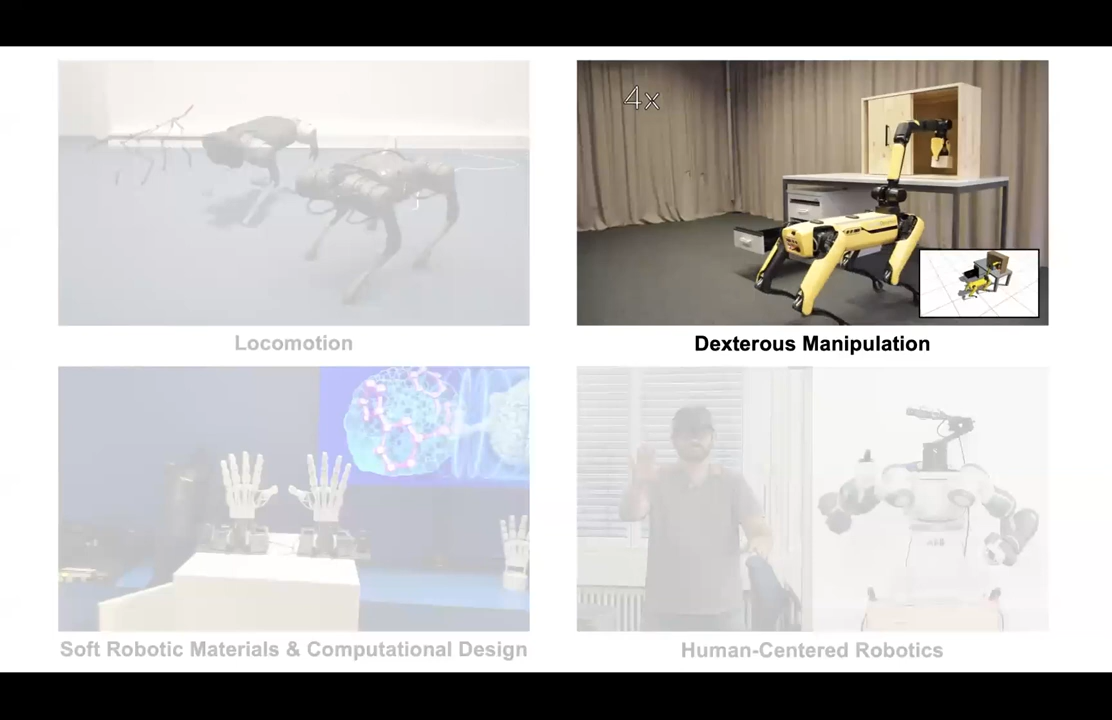 4x
Locomotion
Dexterous Manipulation
Soft Robotic Materials & Computational Design
Human-Centered Robotics